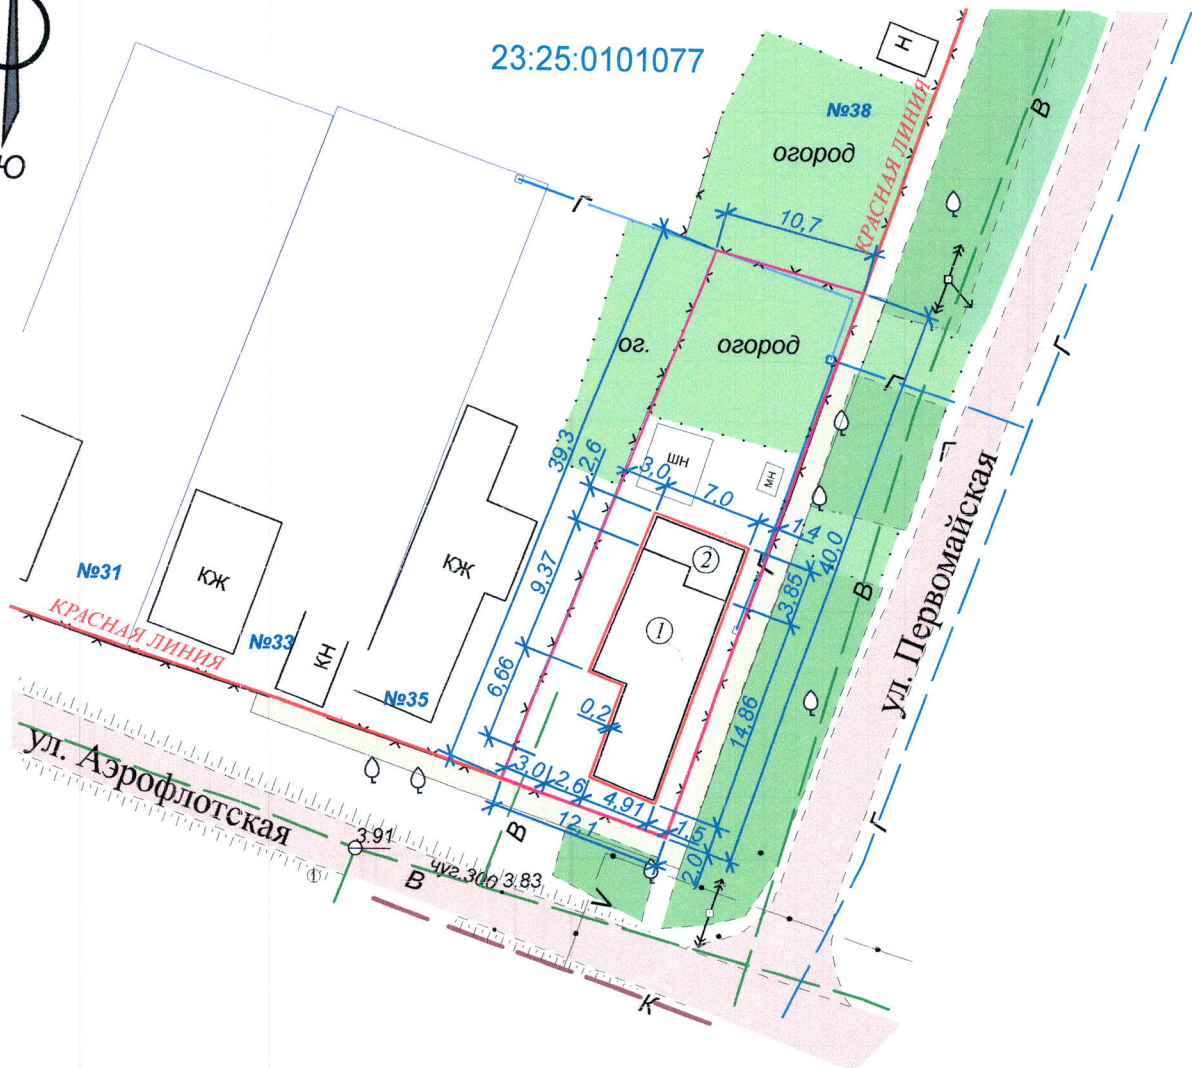 23:25:0101077
Н
№38
огород
КРАСНАЯ ЛИНИЯ
В
Ю
Г
10,7
ог.
огород
Г
Г
39,3
2,6
шн
3,0
7,0
мн
1,4
40,0
Г
Г
ул. Первомайская
№31
КЖ
КЖ
9,37
2
3,85
В
1
КРАСНАЯ ЛИНИЯ
№33
КН
№35
6,66
0,2
14,86
ул. Аэрофлотская
3,0
2,6
4,91
1,5
12,1
2,0
Г
В
3.91
1
В
чуг.300
3.83
V
К